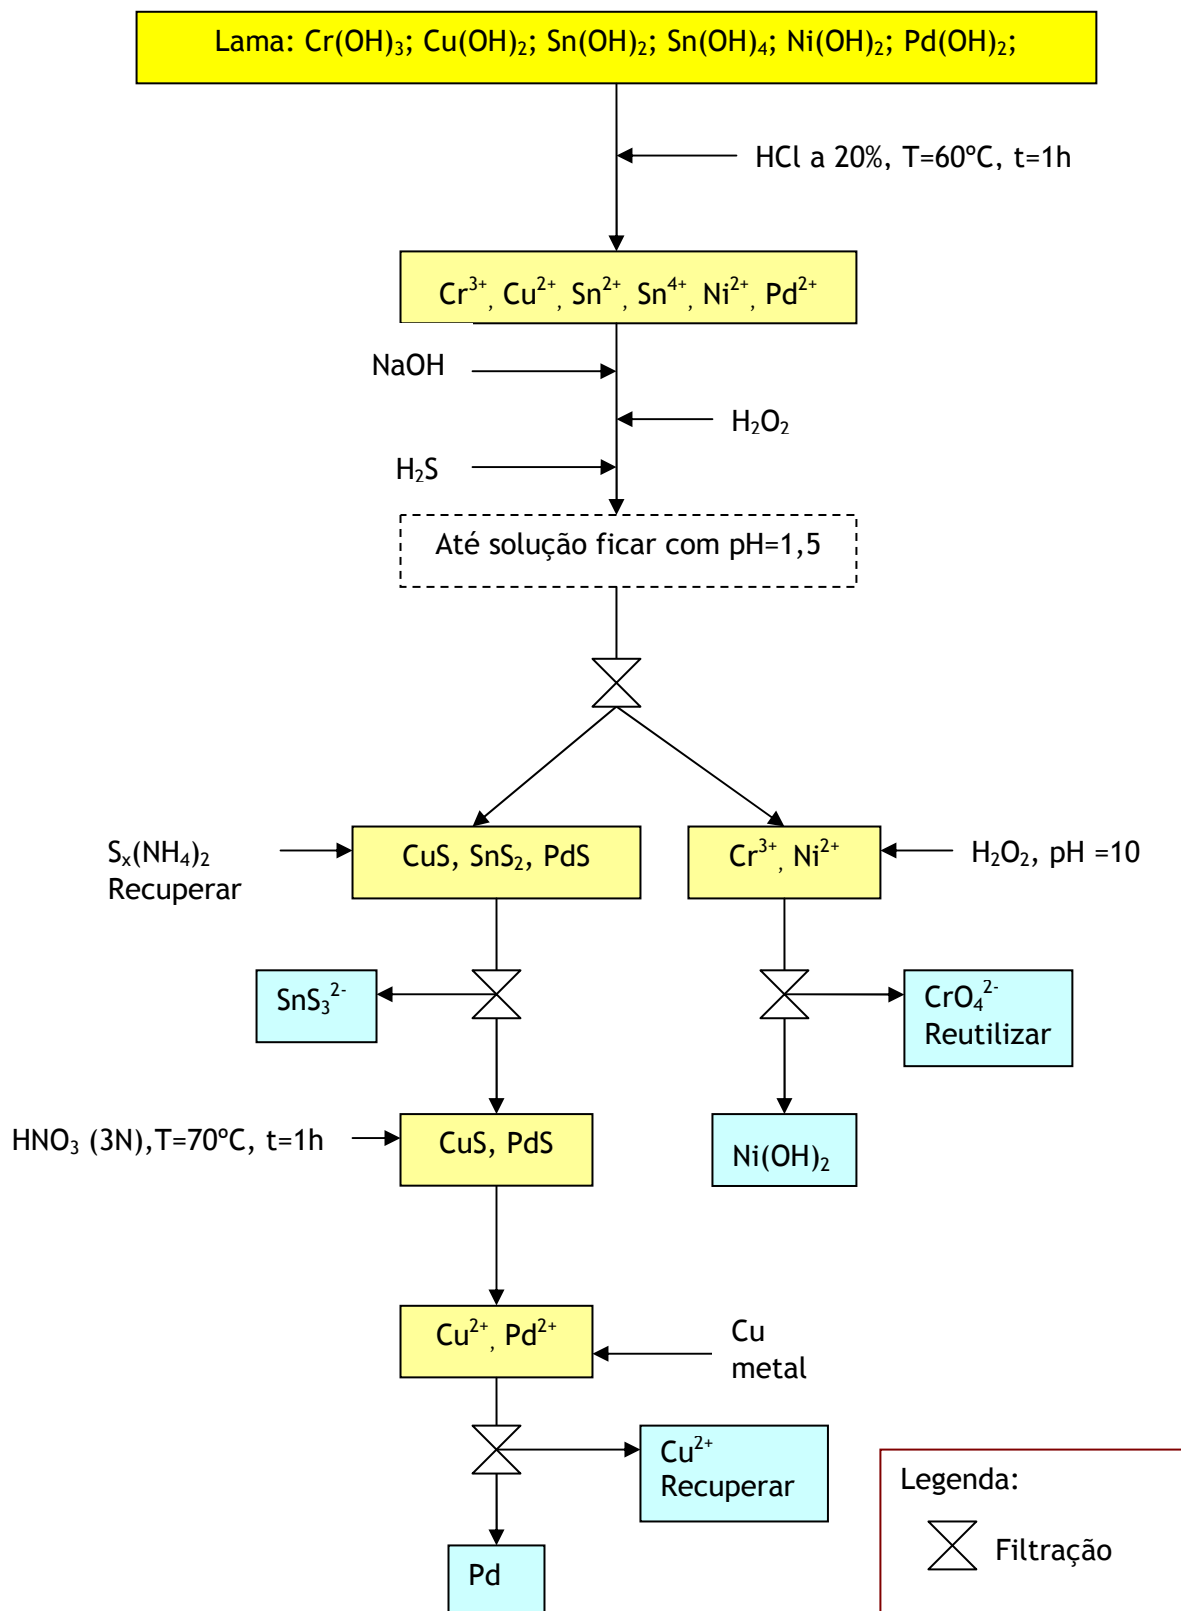 Lama: Cr(OH)₃; Cu(OH)₂; Sn(OH)₂; Sn(OH)₄; Ni(OH)₂; Pd(OH)₂;
HCl a 20%, T=60ºC, t=1h
Cr³⁺, Cu²⁺, Sn²⁺, Sn⁴⁺, Ni²⁺, Pd²⁺
NaOH
H₂O₂
H₂S
Até solução ficar com pH=1,5
Sₓ(NH₄)₂
Recuperar
CuS, SnS₂, PdS
Cr³⁺, Ni²⁺
H₂O₂, pH =10
SnS₃²⁻
CrO₄²⁻
Reutilizar
HNO₃ (3N),T=70ºC, t=1h
CuS, PdS
Ni(OH)₂
Cu²⁺, Pd²⁺
Cu
metal
Cu²⁺
Recuperar
Pd
Legenda:
Filtração